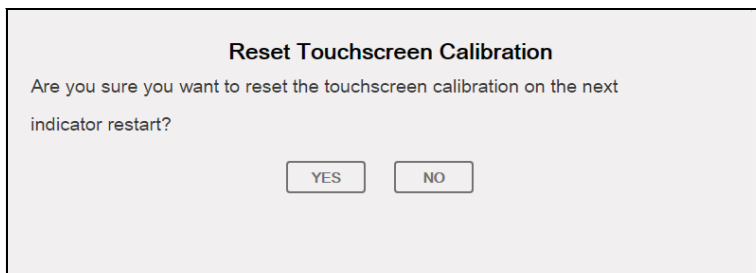 Reset Touchscreen Calibration
Are you sure you want to reset the touchscreen calibration on the next
indicator restart?
YES NO